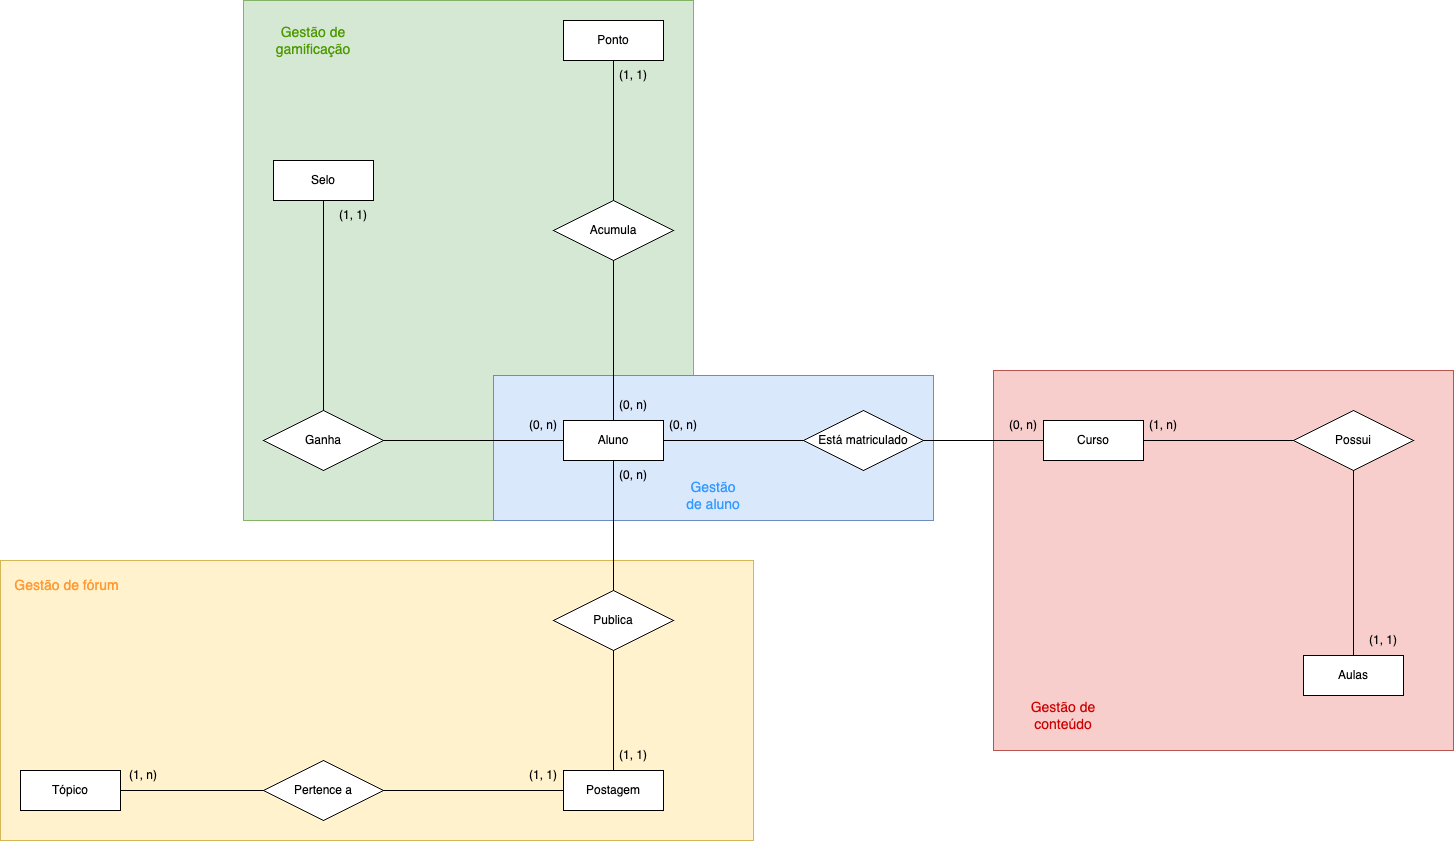 Gestão de
gamificação
Ponto
(1, 1)
Selo
(1, 1)
Acumula
(0, n)
Ganha
(0, n)
Aluno
(0, n)
Está matriculado
(0, n)
Curso
(1, n)
Possui
(0, n)
Gestão
de aluno
Gestão de fórum
Publica
(1, 1)
Aulas
Gestão de
conteúdo
(1, 1)
Tópico
(1, n)
Pertence a
(1, 1)
Postagem